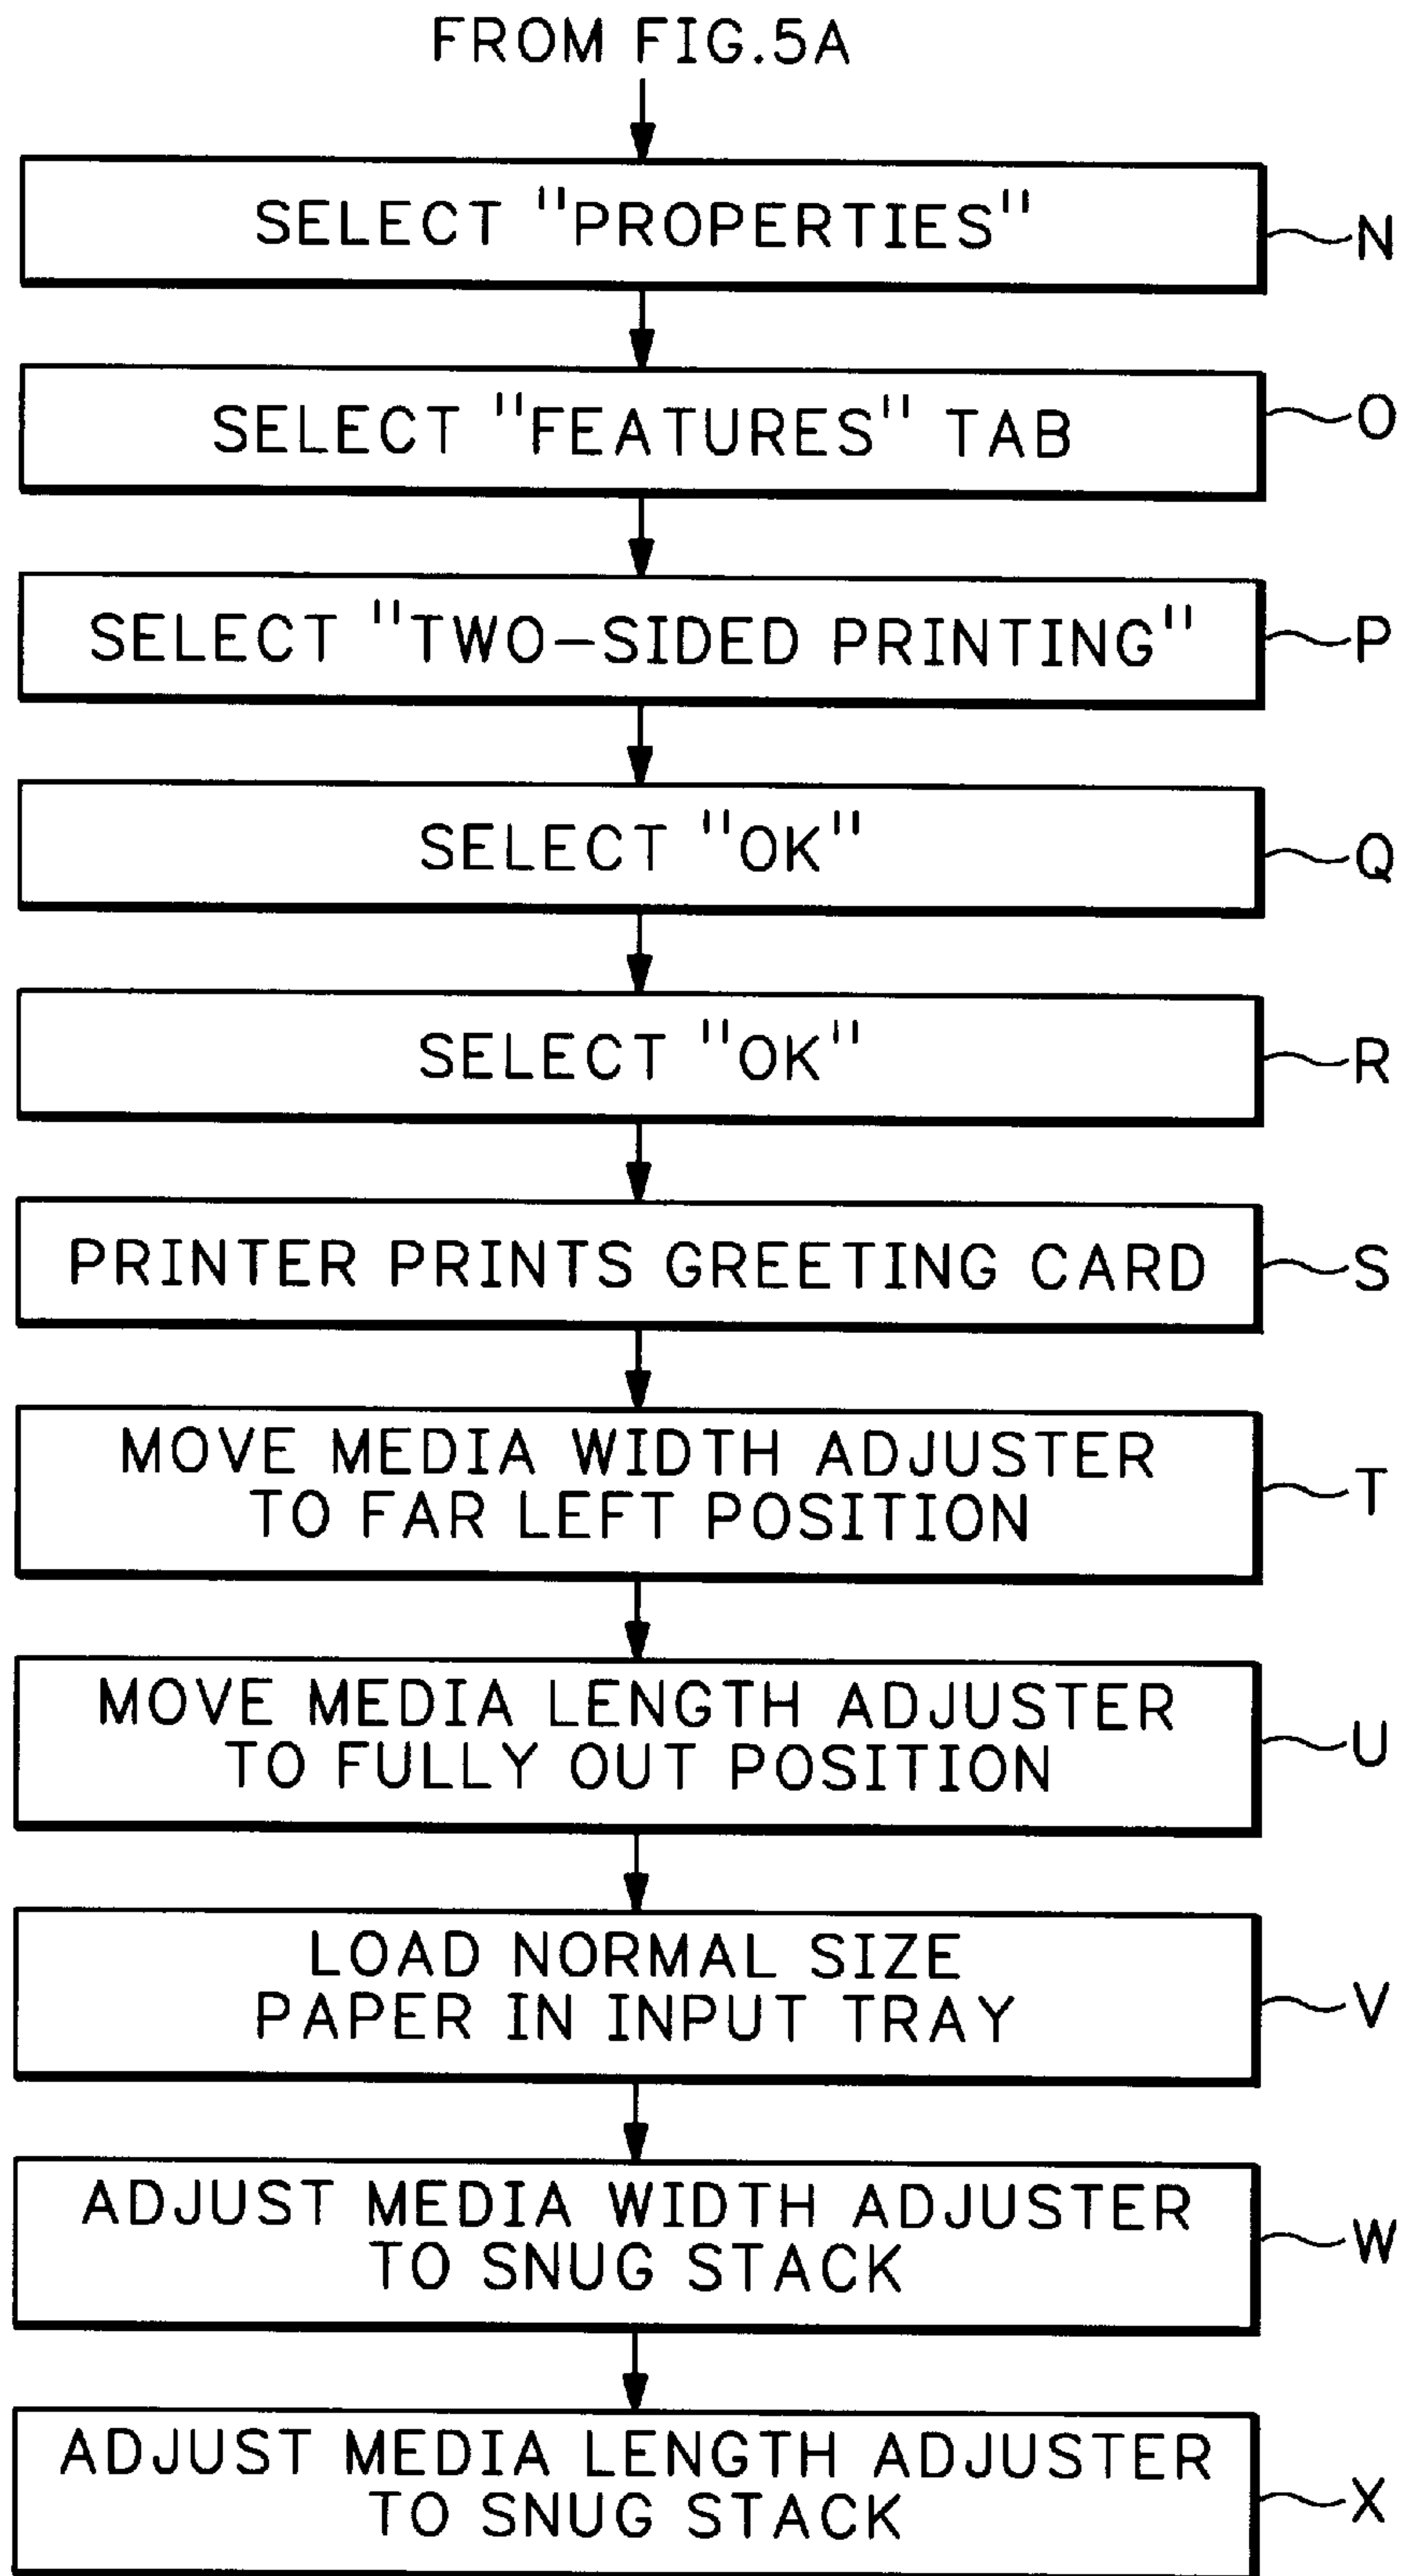 FROM FIG.5A
SELECT "PROPERTIES"
N
SELECT "FEATURES" TAB
O
SELECT "TWO-SIDED PRINTING"
P
SELECT "OK"
Q
SELECT "OK"
R
PRINTER PRINTS GREETING CARD
S
MOVE MEDIA WIDTH ADJUSTER
TO FAR LEFT POSITION
T
MOVE MEDIA LENGTH ADJUSTER
TO FULLY OUT POSITION
U
LOAD NORMAL SIZE
PAPER IN INPUT TRAY
V
ADJUST MEDIA WIDTH ADJUSTER
TO SNUG STACK
W
ADJUST MEDIA LENGTH ADJUSTER
TO SNUG STACK
X